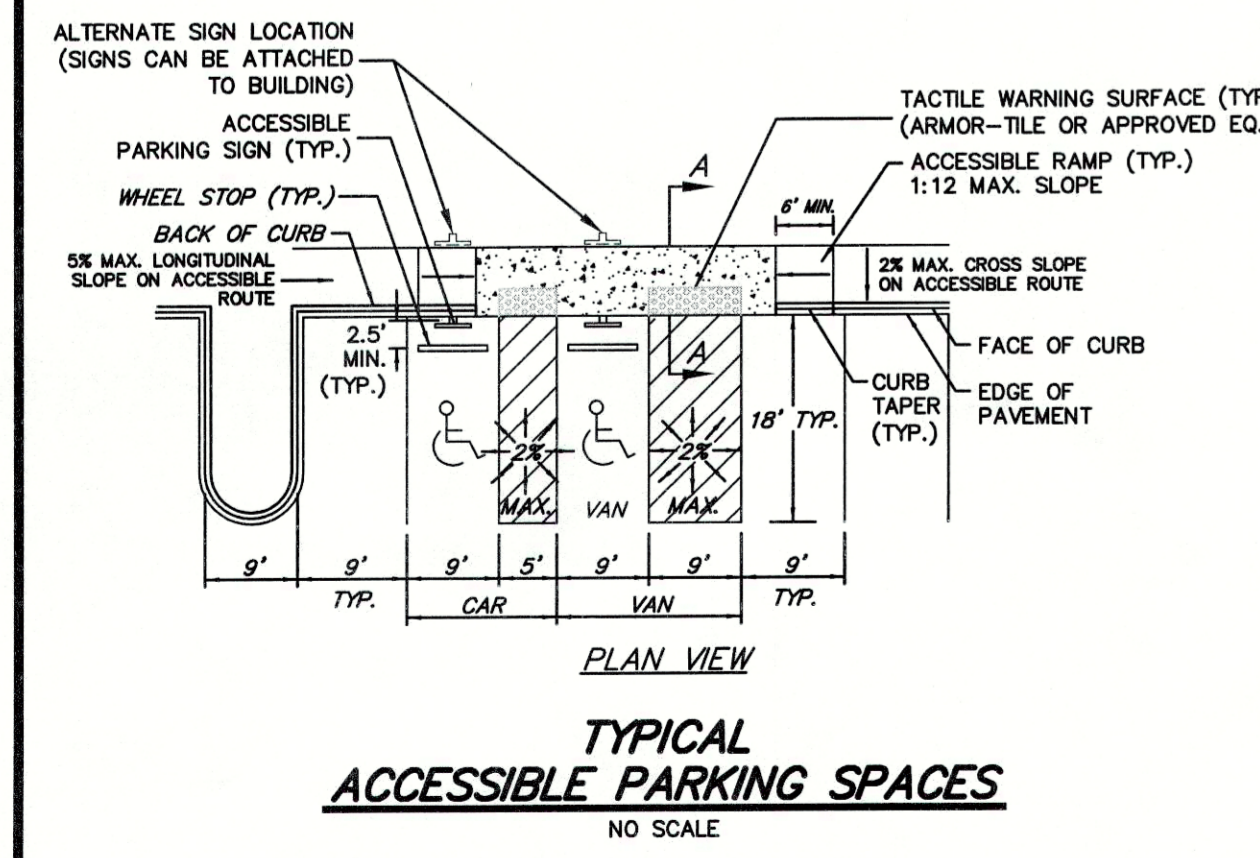 ALTERNATE SIGN LOCATION
(SIGNS CAN BE ATTACHED
TO BUILDING)
ACCESSIBLE
PARKING SIGN (TYP.)
WHEEL STOP (TYP.)
BACK OF CURB
5% MAX. LONGITUDINAL
SLOPE ON ACCESSIBLE
ROUTE
2.5'
MIN.
(TYP.)
TACTILE WARNING SURFACE (TYP
(ARMOR-TILE OR APPROVED EQ.
ACCESSIBLE RAMP (TYP.)
1:12 MAX. SLOPE
A
6' MIN.
2% MAX. CROSS SLOPE
ON ACCESSIBLE ROUTE
A
FACE OF CURB
CURB
TAPER
(TYP.)
EDGE OF
PAVEMENT
18' TYP.
2%
MAX.
VAN
2%
MAX.
9'
9'
TYP.
9'
5'
9'
9'
9'
TYP.
CAR
VAN
PLAN VIEW
TYPICAL
ACCESSIBLE PARKING SPACES
NO SCALE